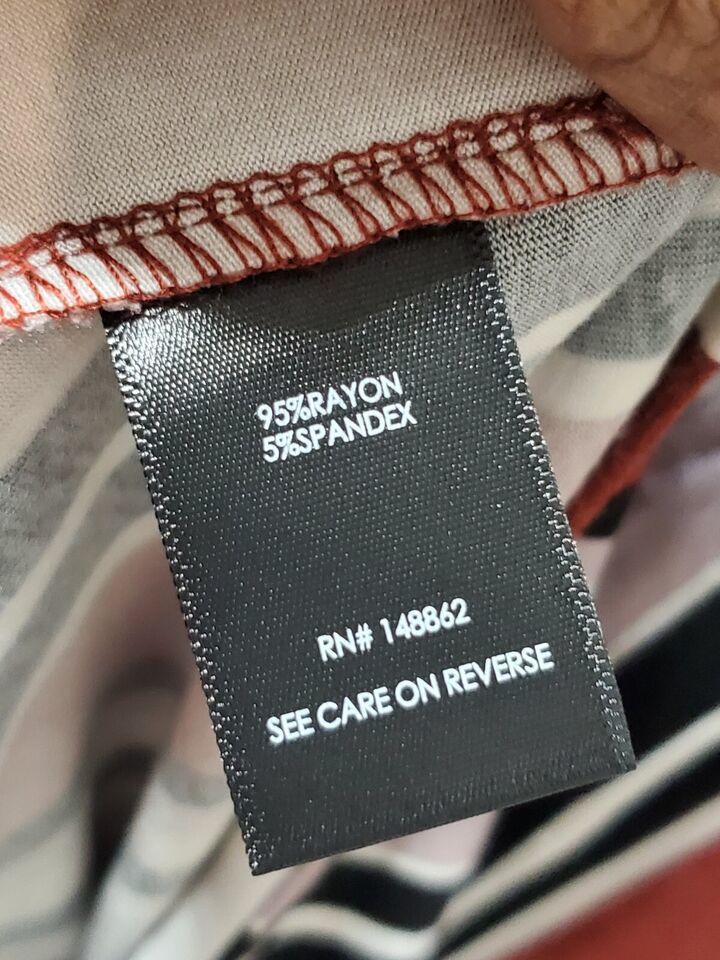 95%RAYON
5%SPANDEX
RN# 148862
SEE CARE ON REVERSE